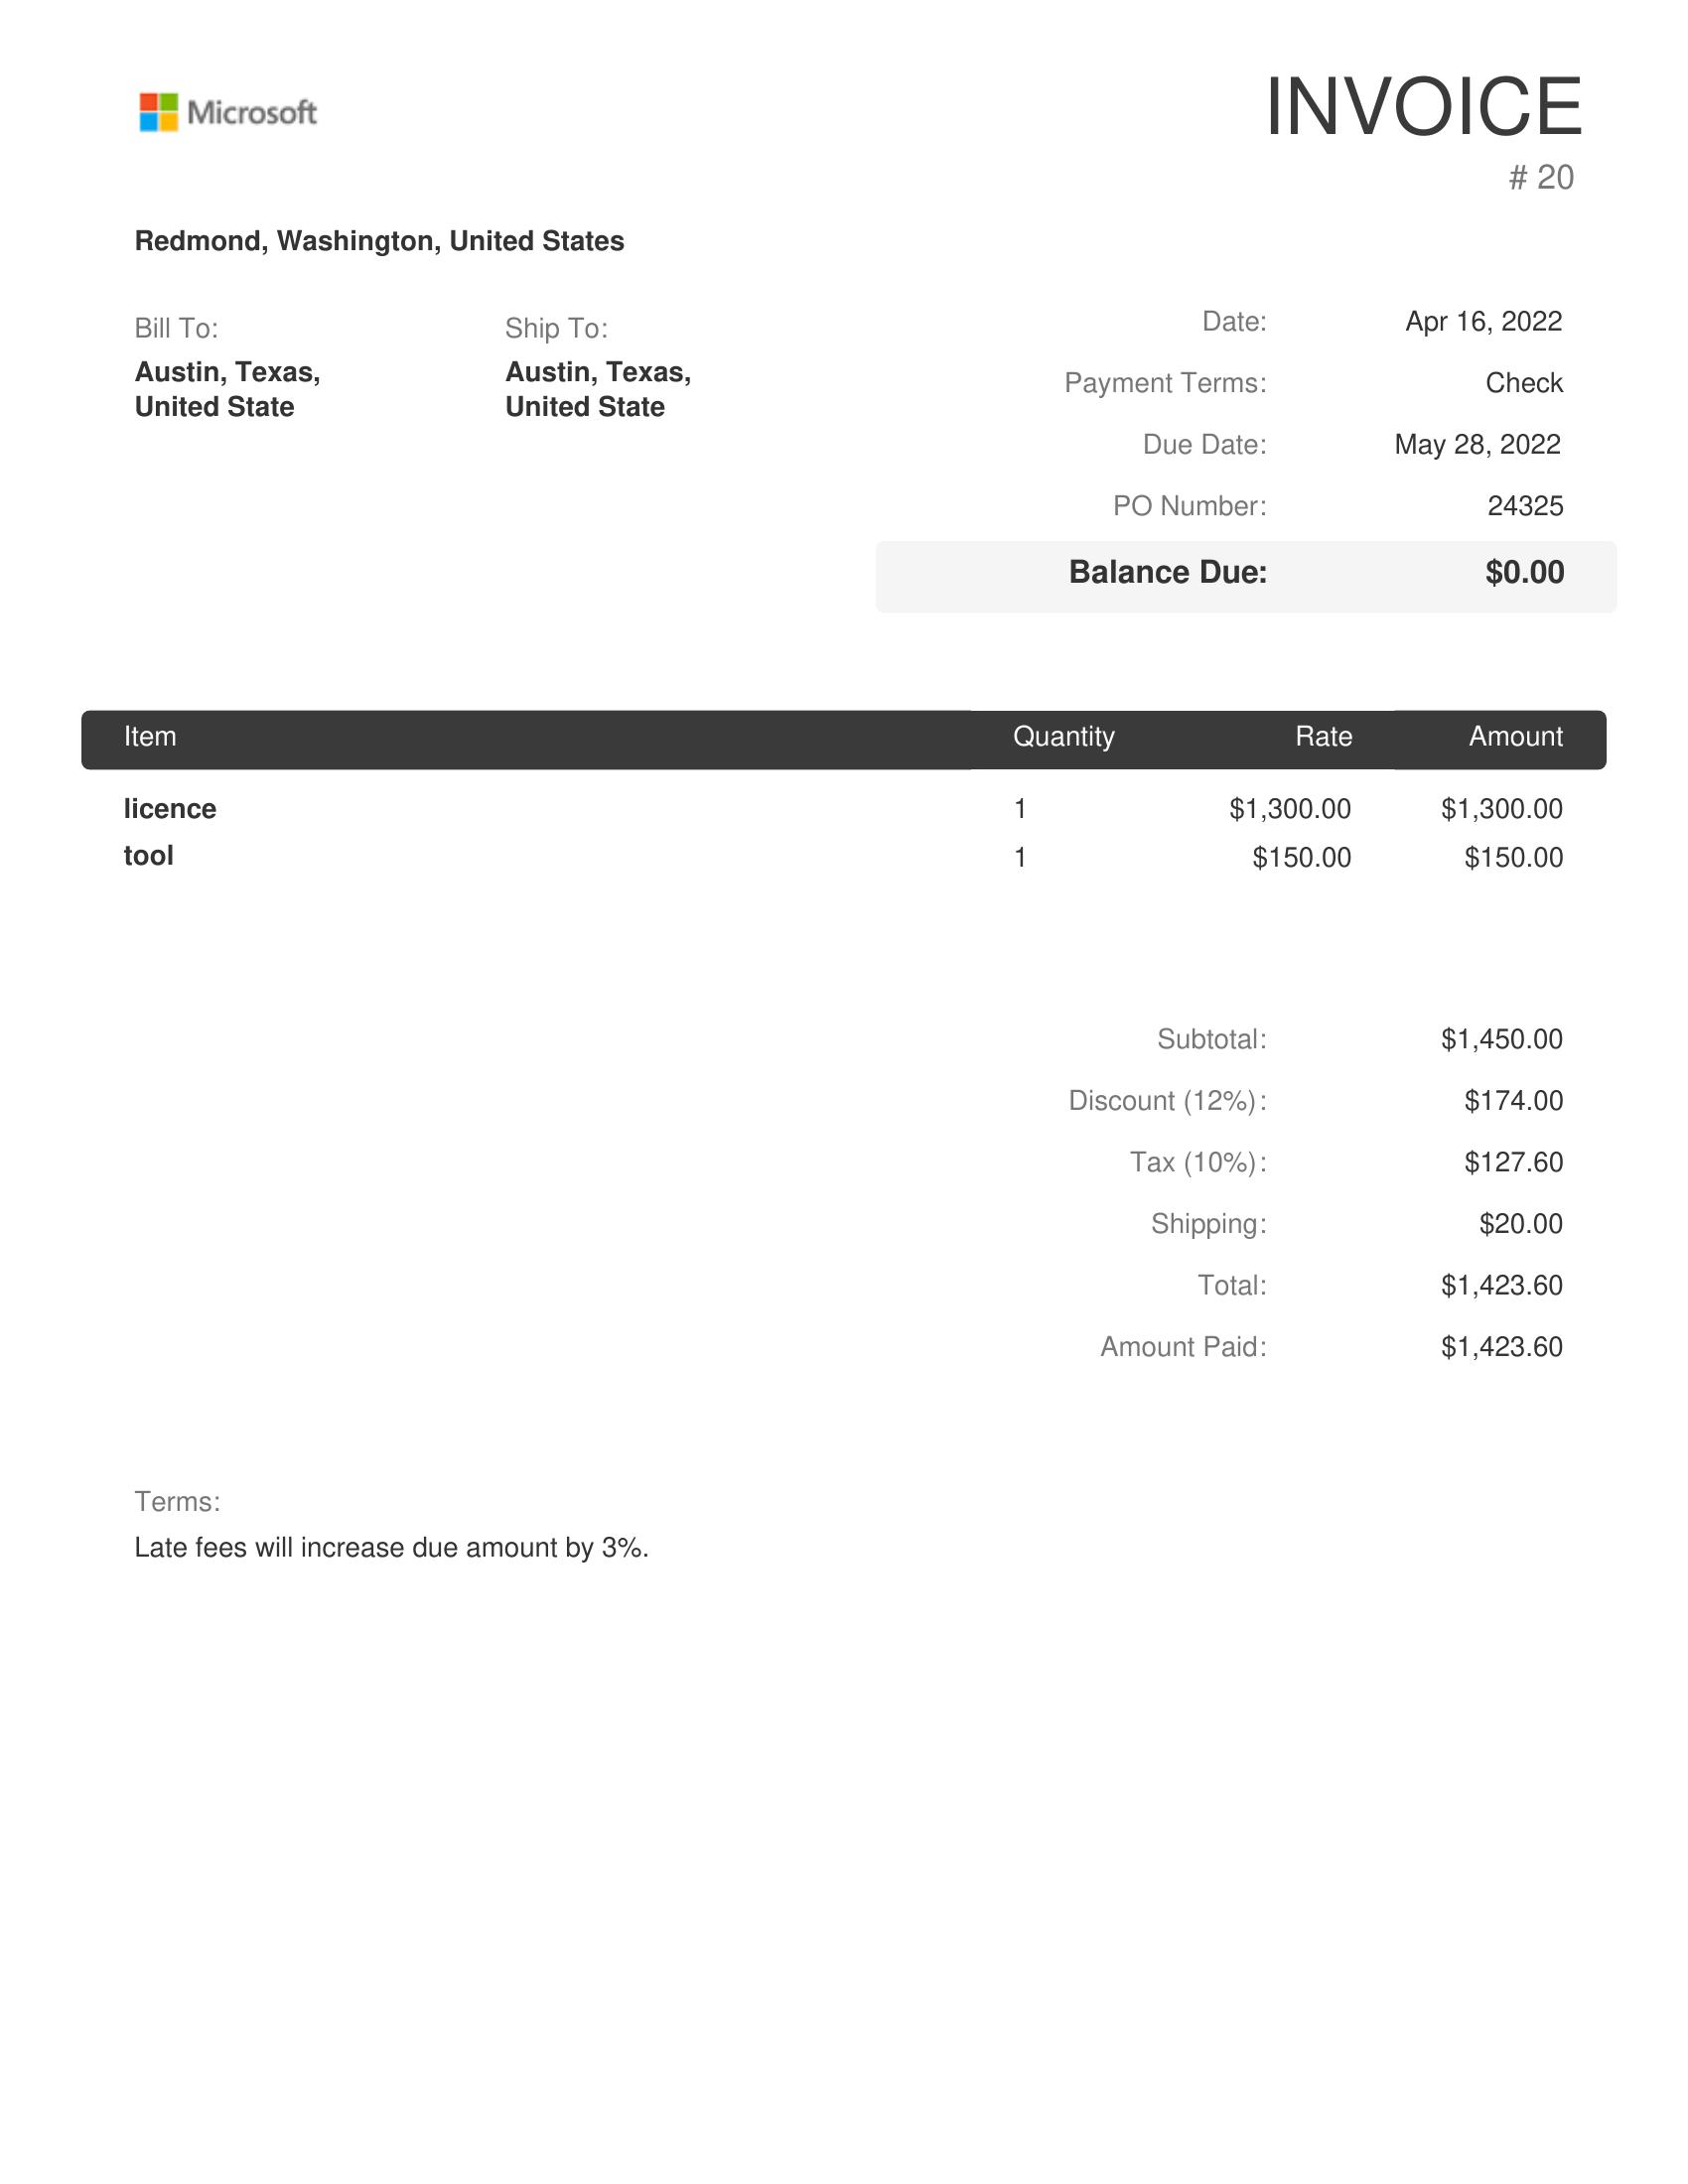 Microsoft
INVOICE
# 20
Redmond, Washington, United States
Bill To:
Austin, Texas,
United State
Ship To:
Austin, Texas,
United State
Date: Apr 16, 2022
Payment Terms: Check
Due Date: May 28, 2022
PO Number: 24325
Balance Due: $0.00
Item Quantity Rate Amount
licence 1 $1,300.00 $1,300.00
tool 1 $150.00 $150.00
Subtotal: $1,450.00
Discount (12%): $174.00
Tax (10%): $127.60
Shipping: $20.00
Total: $1,423.60
Amount Paid: $1,423.60
Terms:
Late fees will increase due amount by 3%.